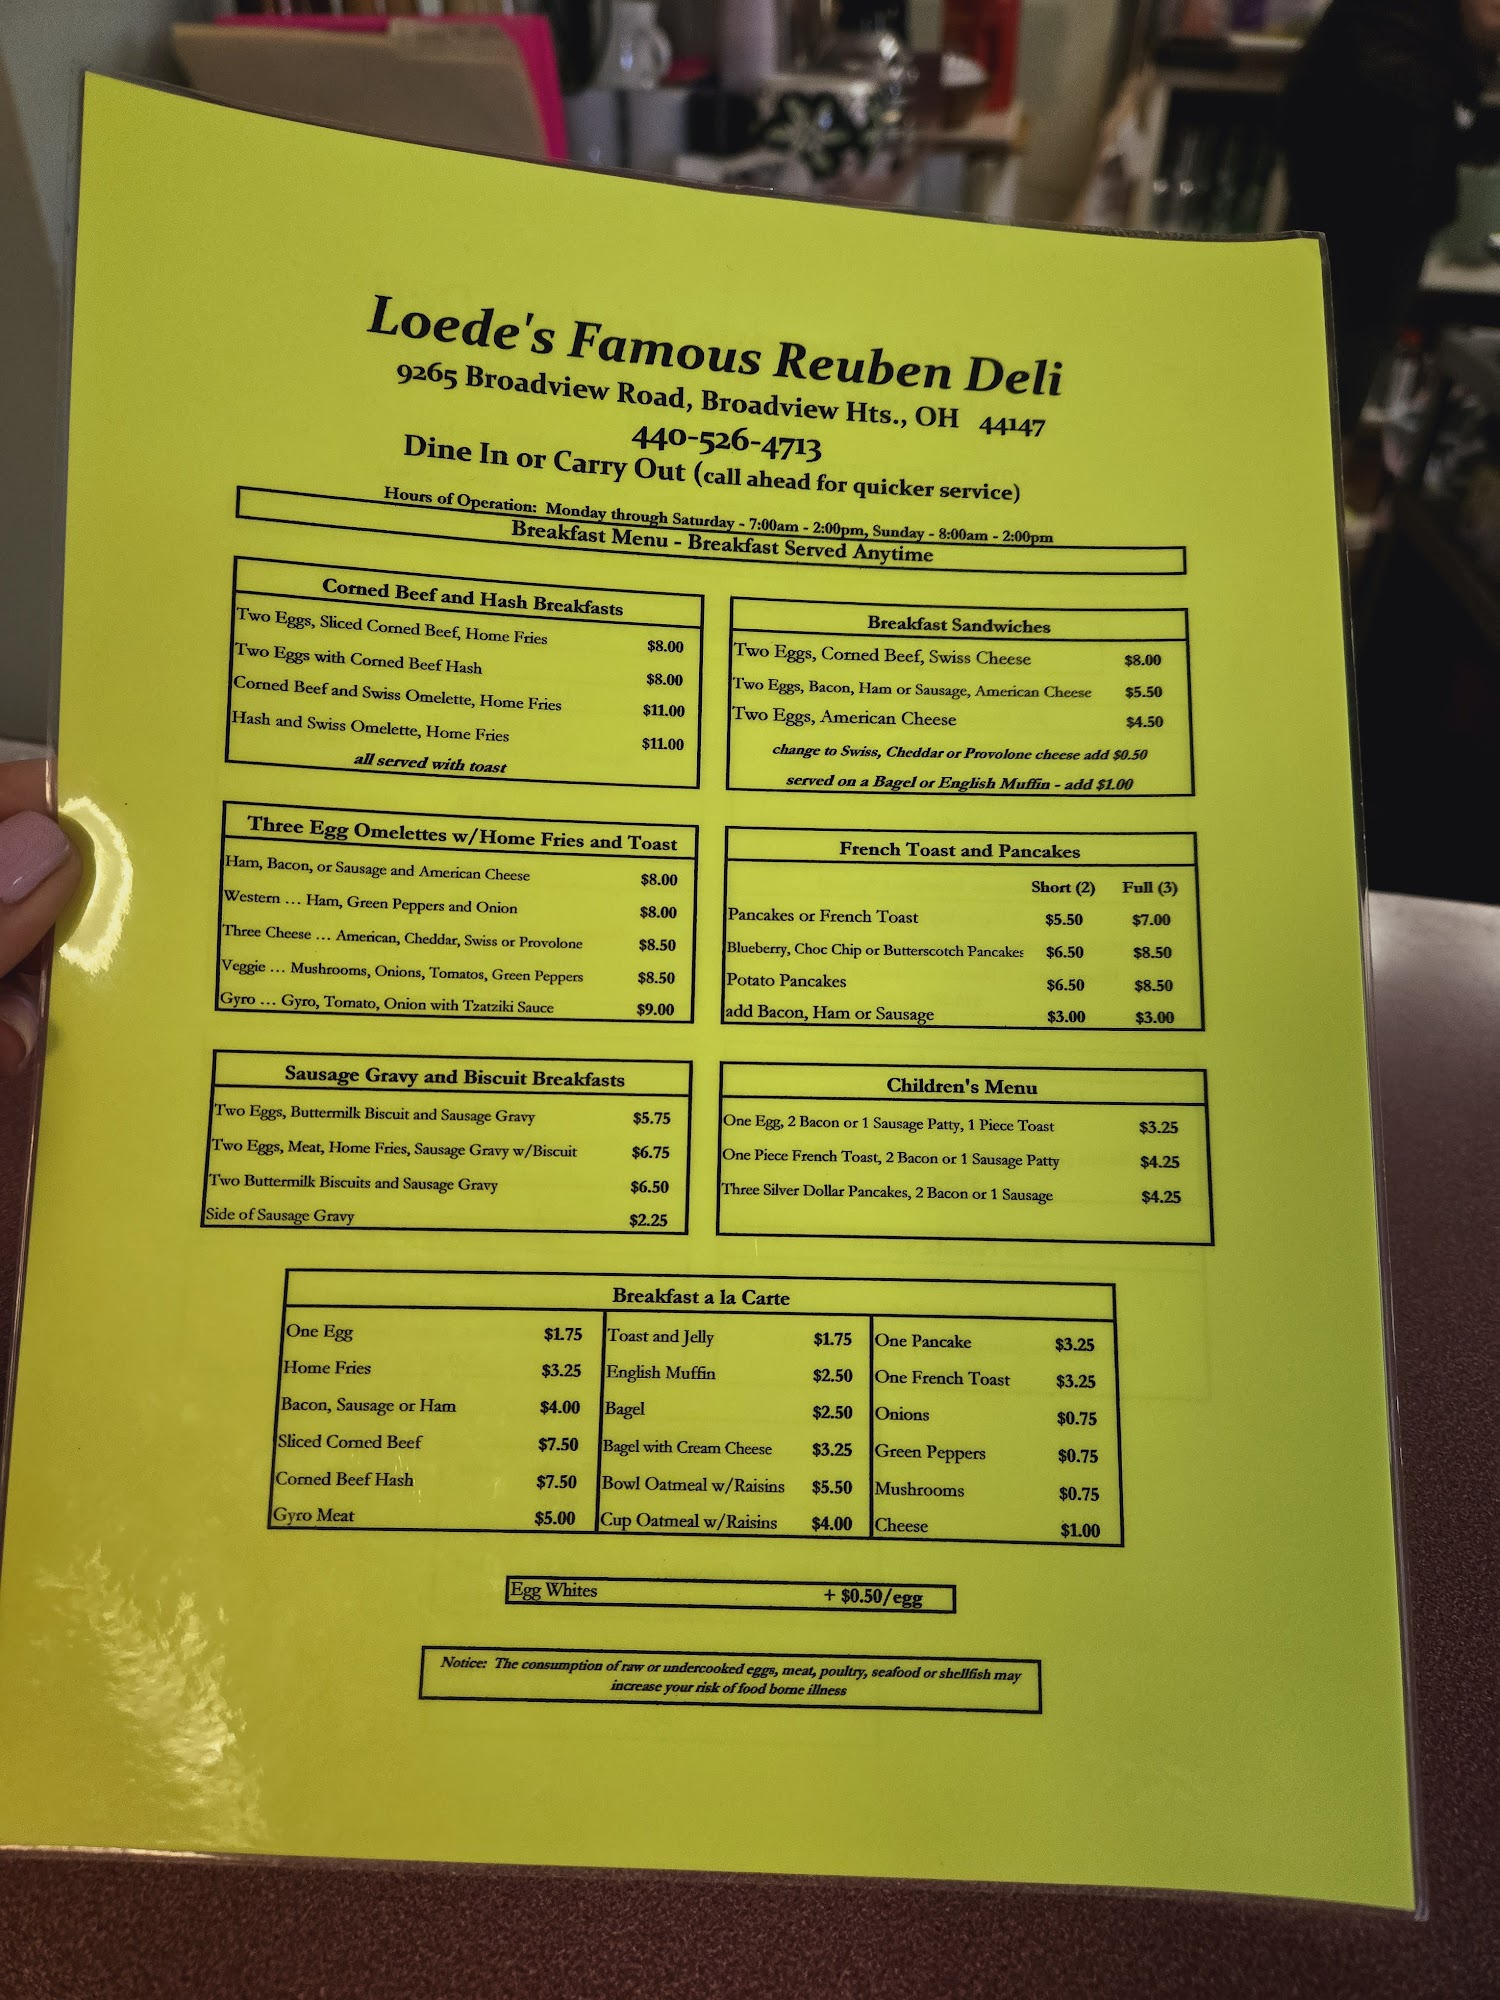 Loede's Famous Reuben Deli
9265 Broadview Road, Broadview Hts., OH 44147
440-526-4713
Dine In or Carry Out (call ahead for quicker service)
Hours of Operation: Monday through Saturday - 7:00am - 2:00pm, Sunday - 8:00am - 2:00pm
Breakfast Menu - Breakfast Served Anytime
Corned Beef and Hash Breakfasts
Two Eggs, Sliced Corned Beef, Home Fries $8.00
Two Eggs with Corned Beef Hash $8.00
Corned Beef and Swiss Omelette, Home Fries $11.00
Hash and Swiss Omelette, Home Fries $11.00
all served with toast
Breakfast Sandwiches
Two Eggs, Corned Beef, Swiss Cheese $8.00
Two Eggs, Bacon, Ham or Sausage, American Cheese $5.50
Two Eggs, American Cheese $4.50
change to Swiss, Cheddar or Provolone cheese add $0.50
served on a Bagel or English Muffin - add $1.00
Three Egg Omelettes w/Home Fries and Toast
Ham, Bacon, or Sausage and American Cheese $8.00
Western ... Ham, Green Peppers and Onion $8.00
Three Cheese ... American, Cheddar, Swiss or Provolone $8.50
Veggie ... Mushrooms, Onions, Tomatos, Green Peppers $8.50
Gyro ... Gyro, Tomato, Onion with Tzatziki Sauce $9.00
French Toast and Pancakes
Short (2) Full (3)
Pancakes or French Toast $5.50 $7.00
Blueberry, Choc Chip or Butterscotch Pancakes $6.50 $8.50
Potato Pancakes $6.50 $8.50
add Bacon, Ham or Sausage $3.00 $3.00
Sausage Gravy and Biscuit Breakfasts
Two Eggs, Buttermilk Biscuit and Sausage Gravy $5.75
Two Eggs, Meat, Home Fries, Sausage Gravy w/Biscuit $6.75
Two Buttermilk Biscuits and Sausage Gravy $6.50
Side of Sausage Gravy $2.25
Children's Menu
One Egg, 2 Bacon or 1 Sausage Patty, 1 Piece Toast $3.25
One Piece French Toast, 2 Bacon or 1 Sausage Patty $4.25
Three Silver Dollar Pancakes, 2 Bacon or 1 Sausage $4.25
Breakfast a la Carte
One Egg $1.75
Home Fries $3.25
Bacon, Sausage or Ham $4.00
Sliced Corned Beef $7.50
Corned Beef Hash $7.50
Gyro Meat $5.00
Toast and Jelly $1.75
English Muffin $2.50
Bagel $2.50
Bagel with Cream Cheese $3.25
Bowl Oatmeal w/Raisins $5.50
Cup Oatmeal w/Raisins $4.00
One Pancake $3.25
One French Toast $3.25
Onions $0.75
Green Peppers $0.75
Mushrooms $0.75
Cheese $1.00
Egg Whites + $0.50/egg
Notice: The consumption of raw or undercooked eggs, meat, poultry, seafood or shellfish may
increase your risk of food borne illness